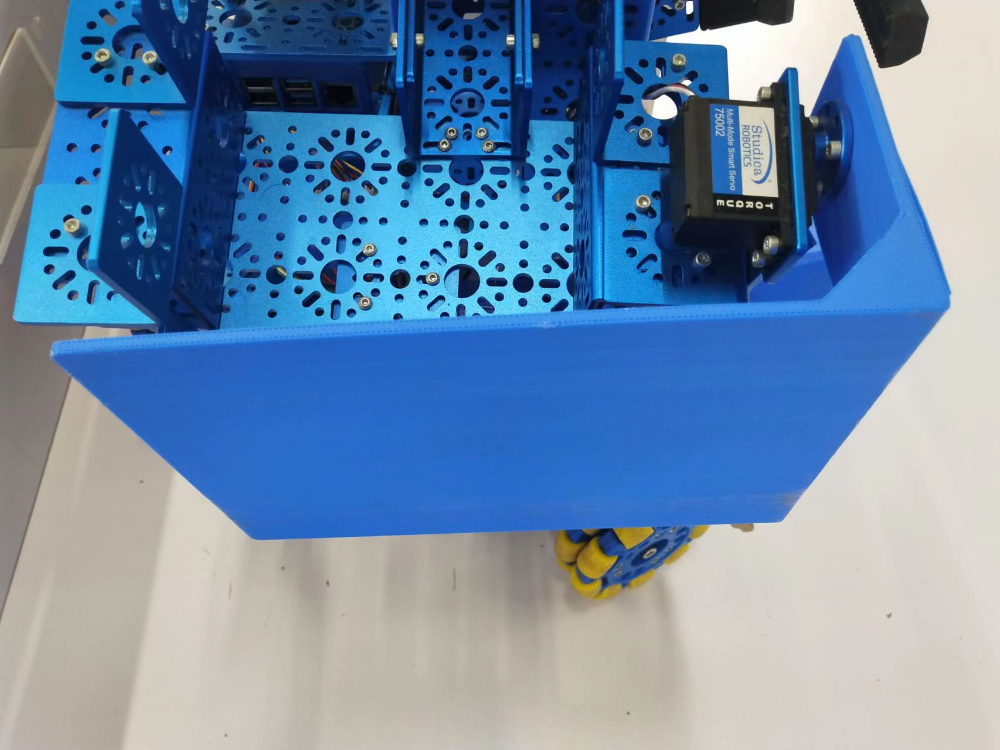 Studica
ROBOTICS
Multi-Mode Smart Servo
75002
TORQUE